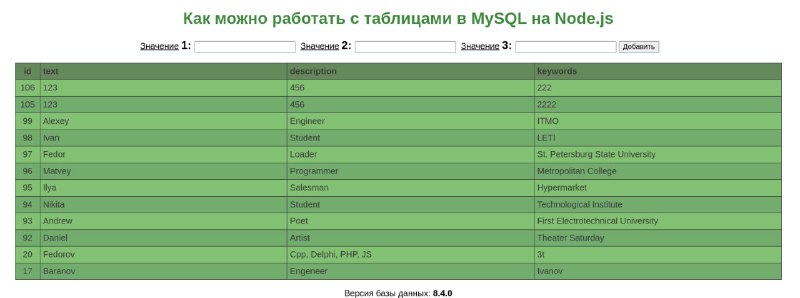 Как можно работать с таблицами в MySQL на Node.js
Значение 1: Значение 2: Значение 3: Добавить
id text description keywords
106 123 456 222
105 123 456 2222
99 Alexey Engineer ITMO
98 Ivan Student LETI
97 Fedor Loader St. Petersburg State University
96 Matvey Programmer Metropolitan College
95 Ilya Salesman Hypermarket
94 Nikita Student Technological Institute
93 Andrew Poet First Electrotechnical University
92 Daniel Artist Theater Saturday
20 Fedorov Cpp, Delphi, PHP, JS 3t
17 Baranov Engeneer Ivanov
Версия базы данных: 8.4.0